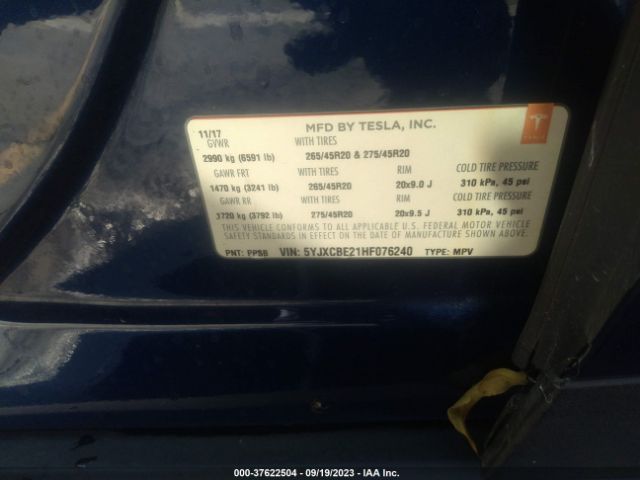 MFD BY TESLA, INC.
11/17
GVWR WITH TIRES
2990 kg (6591 lb) 265/45R20 & 275/45R20
GAWR FRT WITH TIRES RIM COLD TIRE PRESSURE
1470 kg (3241 lb) 265/45R20 20x9.0 J 310 kPa, 45 psi
GAWR RR WITH TIRES RIM COLD TIRE PRESSURE
1720 kg (3792 lb) 275/45R20 20x9.5 J 310 kPa, 45 psi
THIS VEHICLE CONFORMS TO ALL APPLICABLE U.S. FEDERAL MOTOR VEHICLE
SAFETY STANDARDS IN EFFECT ON THE DATE OF MANUFACTURE SHOWN ABOVE.
PNT: PPSB VIN: 5YJXCBE21HF076240 TYPE: MPV
000-37622504 - 09/19/2023 - IAA Inc.